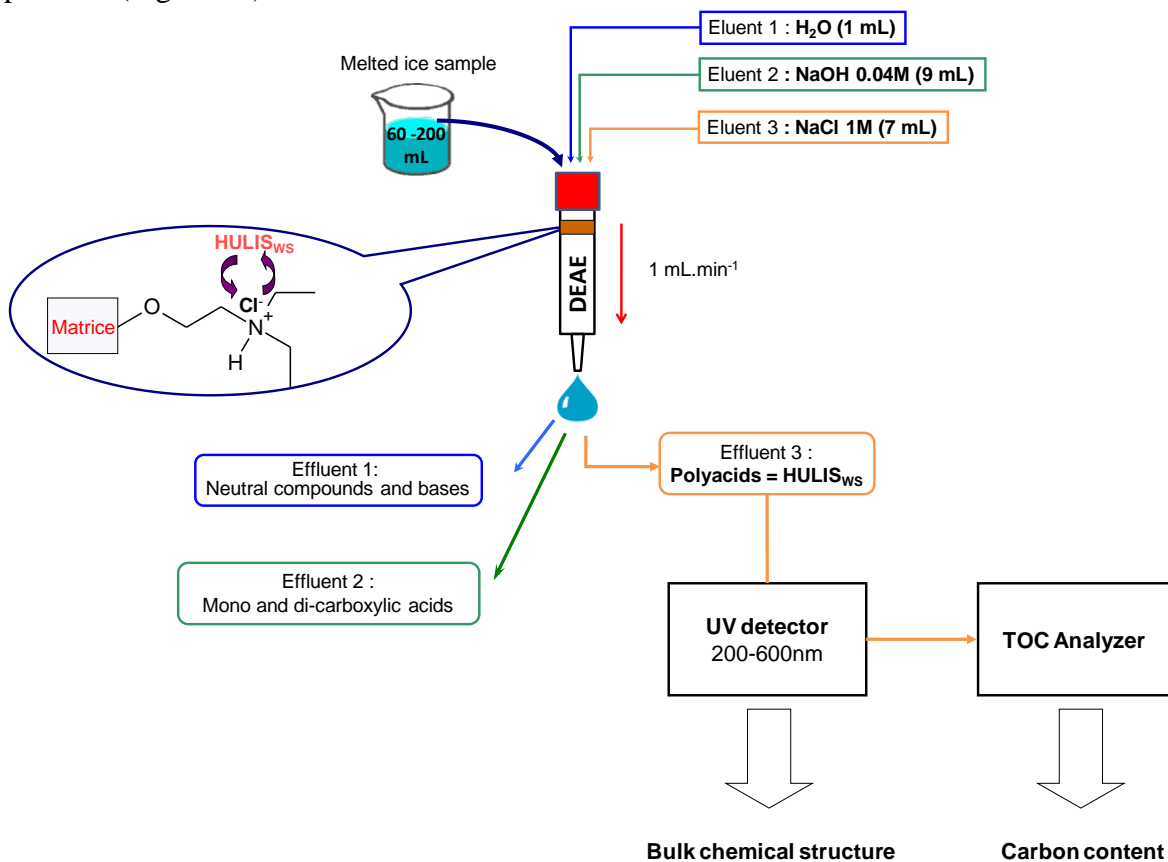 Eluent 1 : H₂O (1 mL)
Melted ice sample
Eluent 2 : NaOH 0.04M (9 mL)
Eluent 3 : NaCl 1M (7 mL)
60 -200
mL
HULISWS
Cl-
Matrice
O
N
+
H
DEAE
1 mL.min⁻¹
Effluent 1:
Neutral compounds and bases
Effluent 3 :
Polyacids = HULISWS
Effluent 2 :
Mono and di-carboxylic acids
UV detector
200-600nm
TOC Analyzer
Bulk chemical structure
Carbon content